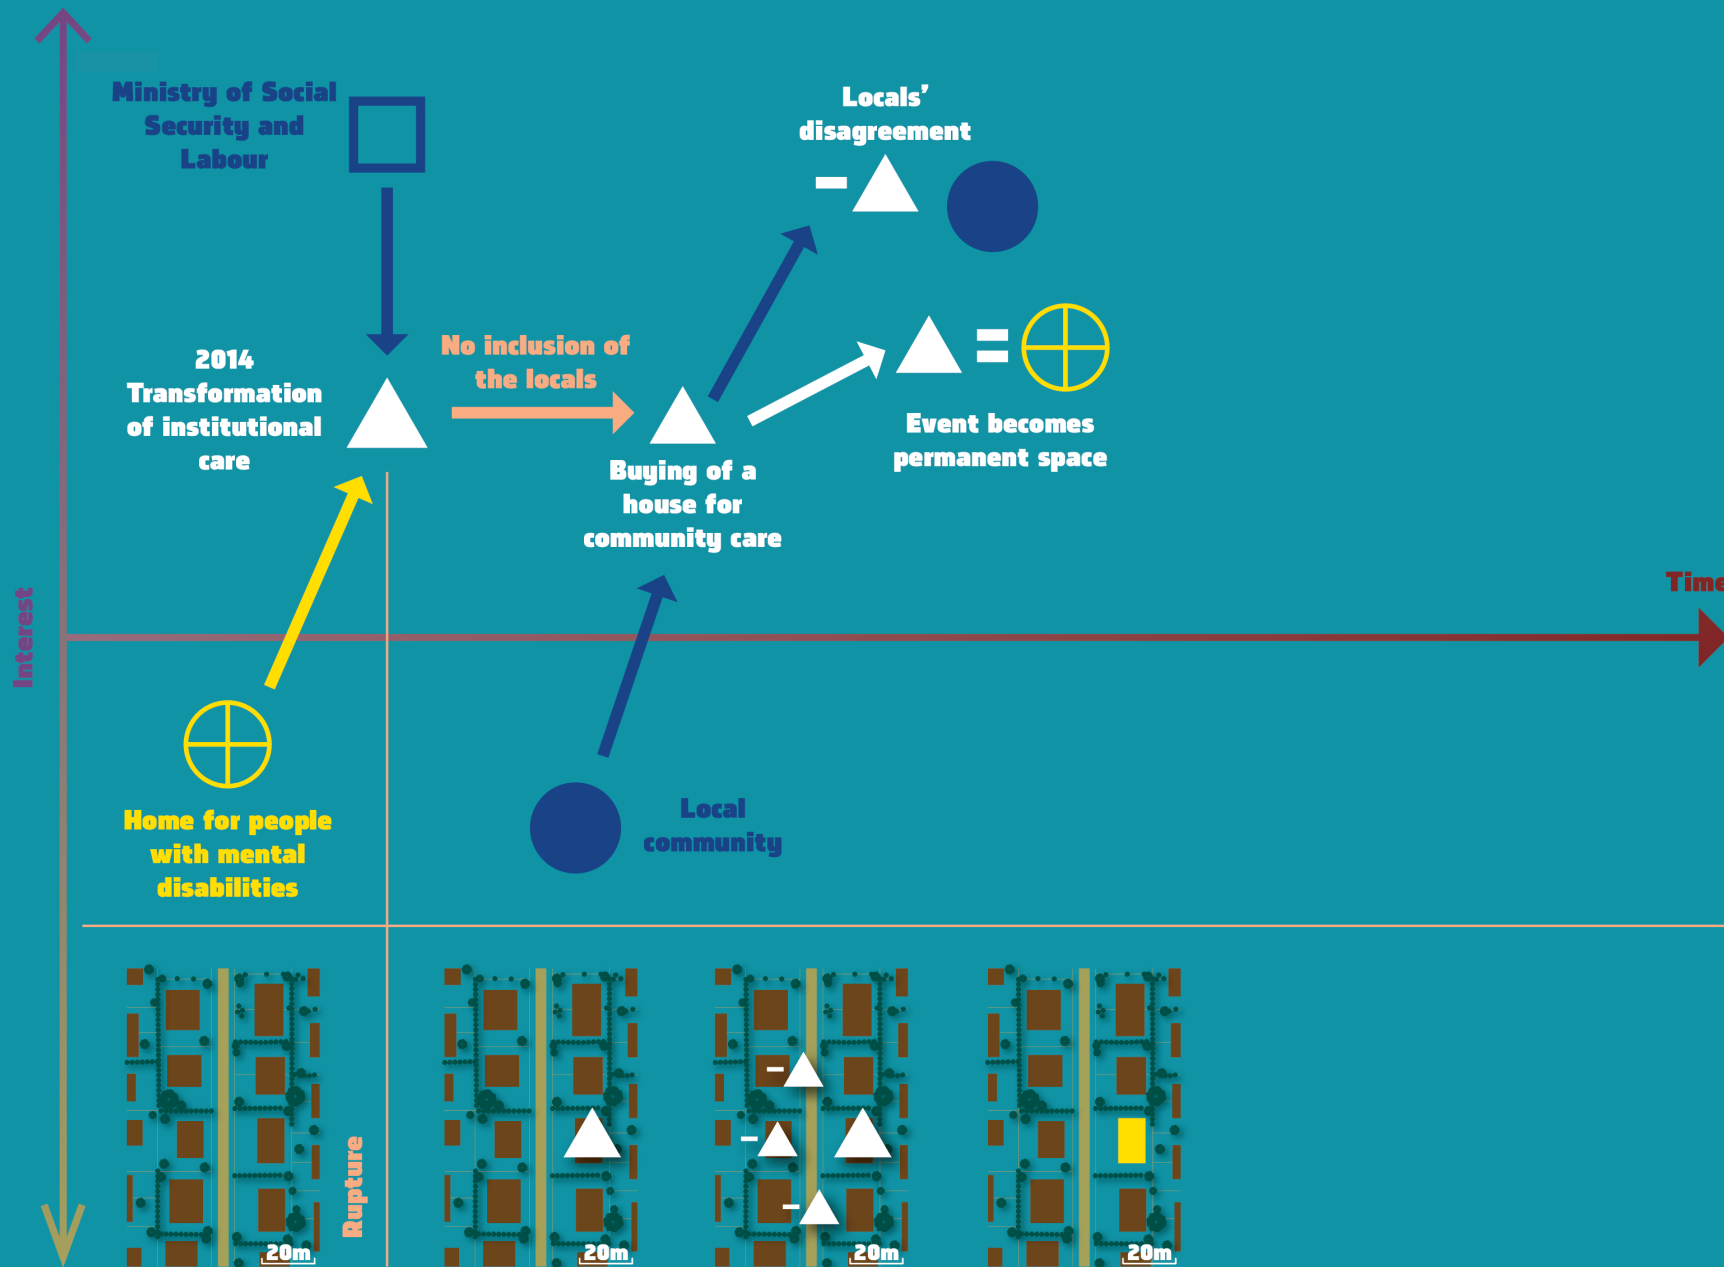 Ministry of Social
Security and
Labour
Locals’
disagreement
2014
Transformation
of institutional
care
No inclusion of
the locals
Event becomes
permanent space
Buying of a
house for
community care
Time
Interest
Home for people
with mental
disabilities
Local
community
Rupture
20m
20m
20m
20m